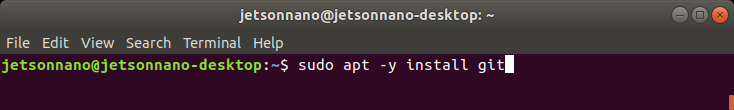 jetsonnano@jetsonnano-desktop: ~
File Edit View Search Terminal Help
jetsonnano@jetsonnano-desktop:~$ sudo apt -y install git